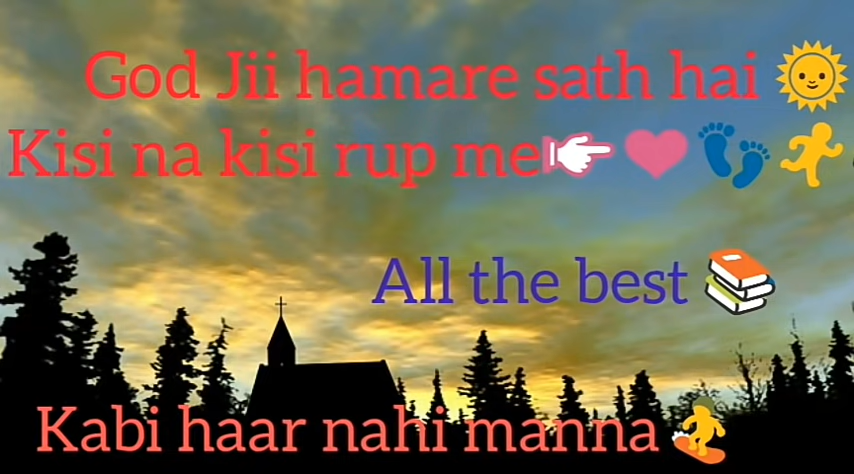 God Jii hamare sath hai 🌞
Kisi na kisi rup me👉❤👣🏃
All the best 📚
Kabi haar nahi manna 🏂